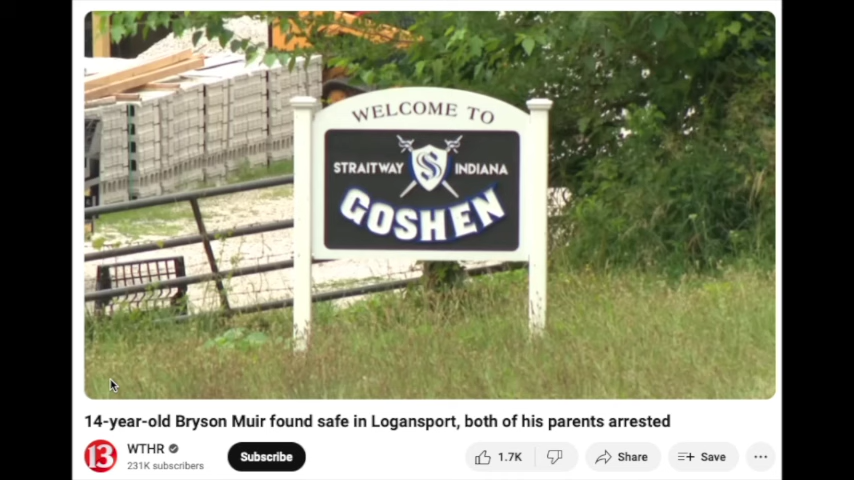 WELCOME TO
STRAITWAY S INDIANA
GOSHEN
14-year-old Bryson Muir found safe in Logansport, both of his parents arrested
13 WTHR
231K subscribers
Subscribe
1.7K
Share
Save